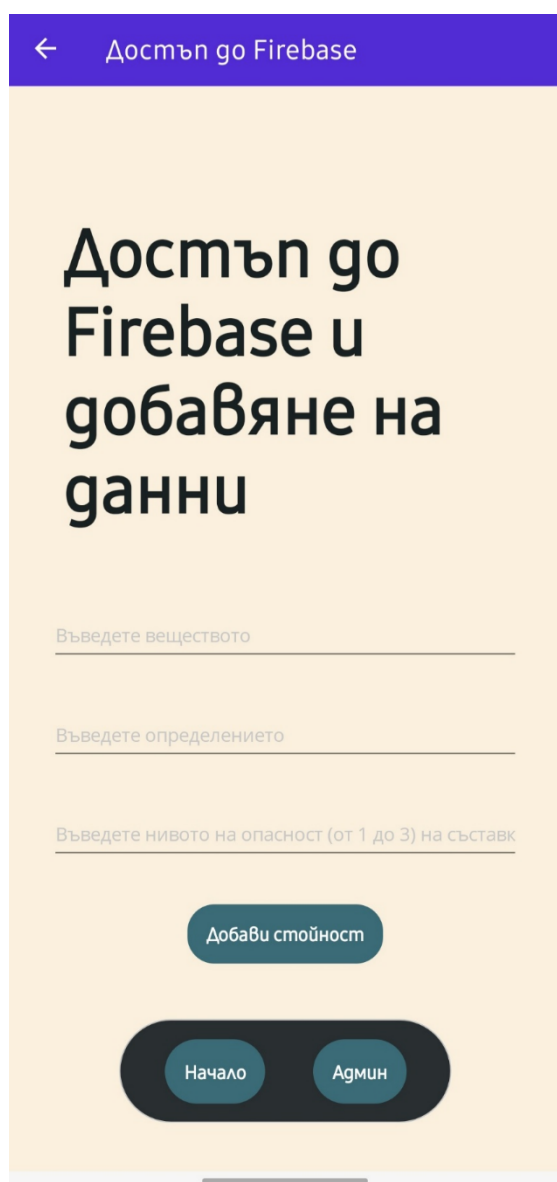 Достъп до Firebase
Достъп до
Firebase и
добавяне на
данни
Въведете веществото
Въведете определението
Въведете нивото на опасност (от 1 до 3) на съставк
Добави стойност
Начало
Админ